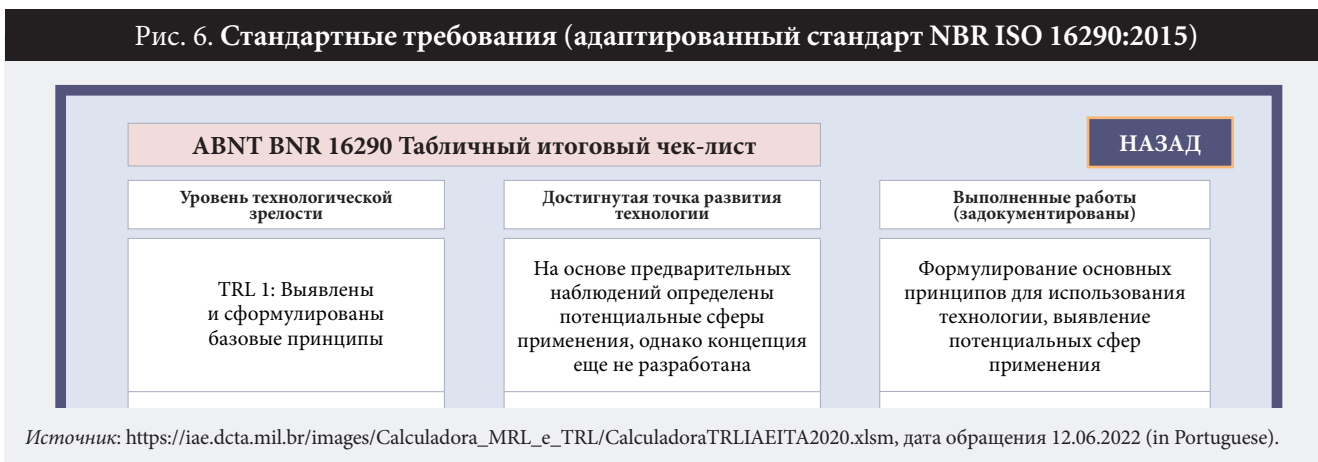 Рис. 6. Стандартные требования (адаптированный стандарт NBR ISO 16290:2015)
ABNT BNR 16290 Табличный итоговый чек-лист
НАЗАД
Уровень технологической
зрелости
Достигнутая точка развития
технологии
Выполненные работы
(задокументированы)
TRL 1: Выявлены
и сформулированы
базовые принципы
На основе предварительных
наблюдений определены
потенциальные сферы
применения, однако концепция
еще не разработана
Формулирование основных
принципов для использования
технологии, выявление
потенциальных сфер
применения
Источник: https://iae.dcta.mil.br/images/Calculadora_MRL_e_TRL/CalculadoraTRLIAEITA2020.xlsm, дата обращения 12.06.2022 (in Portuguese).